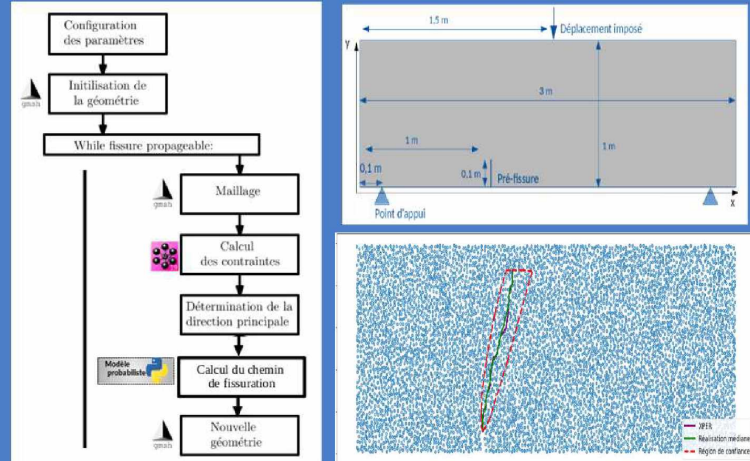 Configuration
des paramètres
gmsh
Initilisation de
la géométrie
While fissure propageable:
gmsh
Maillage
Calcul
des contraintes
Détermination de la
direction principale
Modèle
probabiliste
Calcul du chemin
de fissuration
gmsh
Nouvelle
géométrie
1,5 m
Déplacement imposé
y
3 m
1 m
1 m
0,1 m
0,1 m
Pré-fissure
x
Point d'appui
XPER
Réalisation médiane
Région de confiance